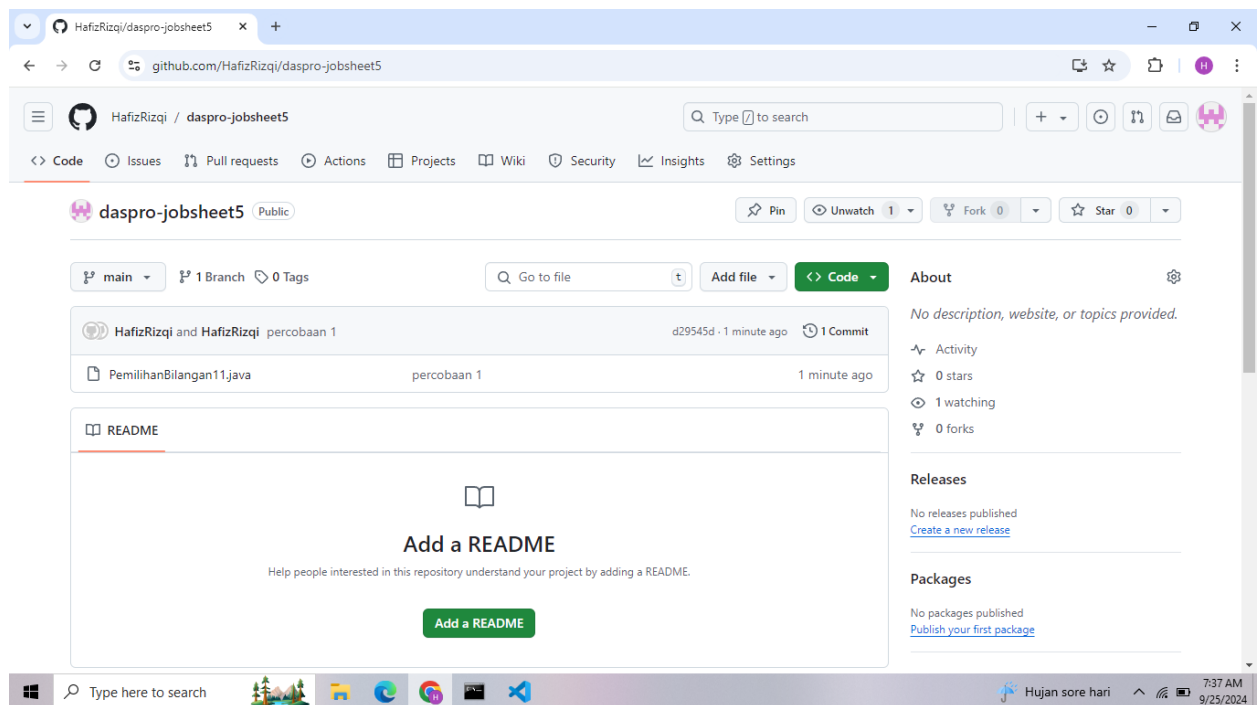 HafizRizqi/daspro-jobsheet5
github.com/HafizRizqi/daspro-jobsheet5
H
HafizRizqi / daspro-jobsheet5
Type / to search
Code Issues Pull requests Actions Projects Wiki Security Insights Settings
daspro-jobsheet5 Public
Pin Unwatch 1 Fork 0 Star 0
main 1 Branch 0 Tags Go to file t Add file Code
HafizRizqi and HafizRizqi percobaan 1 d29545d · 1 minute ago 1 Commit
PemilihanBilangan11.java percobaan 1 1 minute ago
README
Add a README
Help people interested in this repository understand your project by adding a README.
Add a README
About
No description, website, or topics provided.
Activity
0 stars
1 watching
0 forks
Releases
No releases published
Create a new release
Packages
No packages published
Publish your first package
Type here to search
Hujan sore hari
7:37 AM
9/25/2024